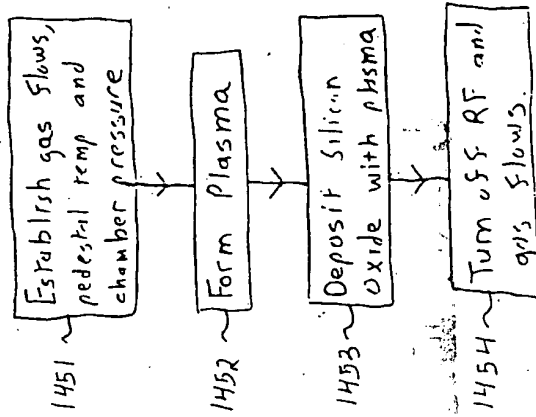 1451
Establish gas flows,
pedestal temp and
chamber pressure
1452
Form Plasma
1453
Deposit Silicon
Oxide with plasma
1454
Turn off RF and
gas flows.